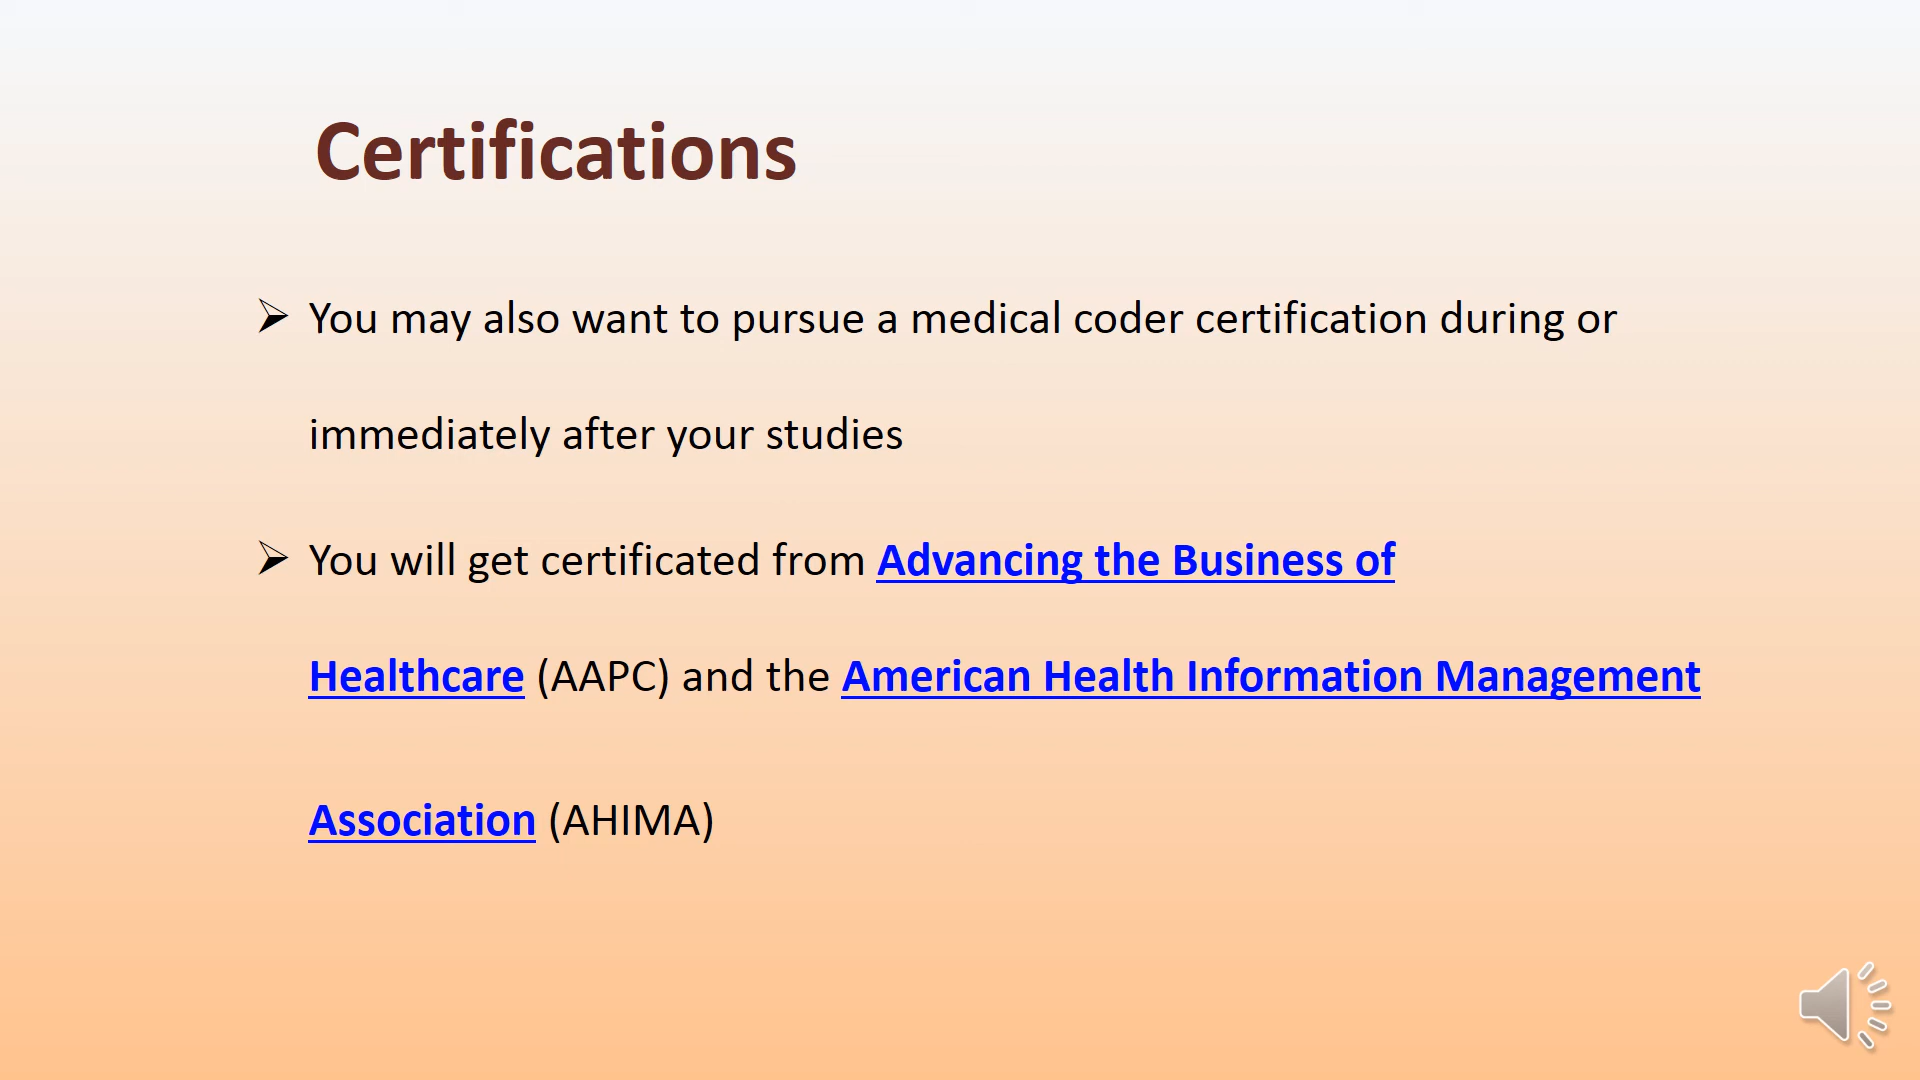 Certifications
You may also want to pursue a medical coder certification during or
immediately after your studies
You will get certificated from Advancing the Business of
Healthcare (AAPC) and the American Health Information Management
Association (AHIMA)